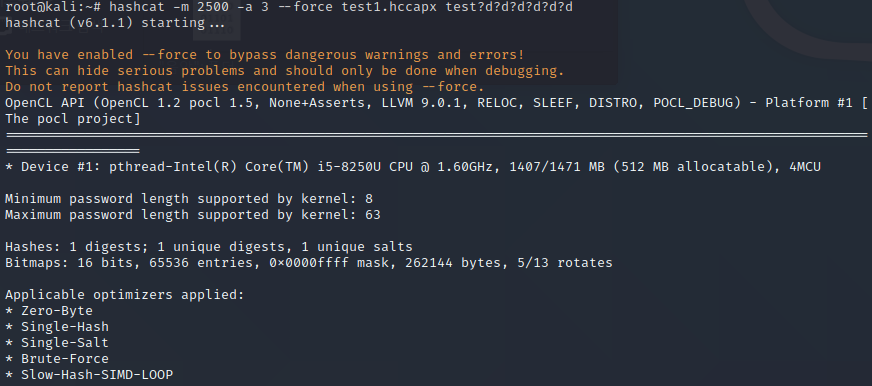 root@kali:~# hashcat -m 2500 -a 3 --force test1.hccapx test?d?d?d?d?d?d
hashcat (v6.1.1) starting...
You have enabled --force to bypass dangerous warnings and errors!
This can hide serious problems and should only be done when debugging.
Do not report hashcat issues encountered when using --force.
OpenCL API (OpenCL 1.2 pocl 1.5, None+Asserts, LLVM 9.0.1, RELOC, SLEEF, DISTRO, POCL_DEBUG) - Platform #1 [
The pocl project]
============================================================================================================
=================
* Device #1: pthread-Intel(R) Core(TM) i5-8250U CPU @ 1.60GHz, 1407/1471 MB (512 MB allocatable), 4MCU
Minimum password length supported by kernel: 8
Maximum password length supported by kernel: 63
Hashes: 1 digests; 1 unique digests, 1 unique salts
Bitmaps: 16 bits, 65536 entries, 0x0000ffff mask, 262144 bytes, 5/13 rotates
Applicable optimizers applied:
* Zero-Byte
* Single-Hash
* Single-Salt
* Brute-Force
* Slow-Hash-SIMD-LOOP